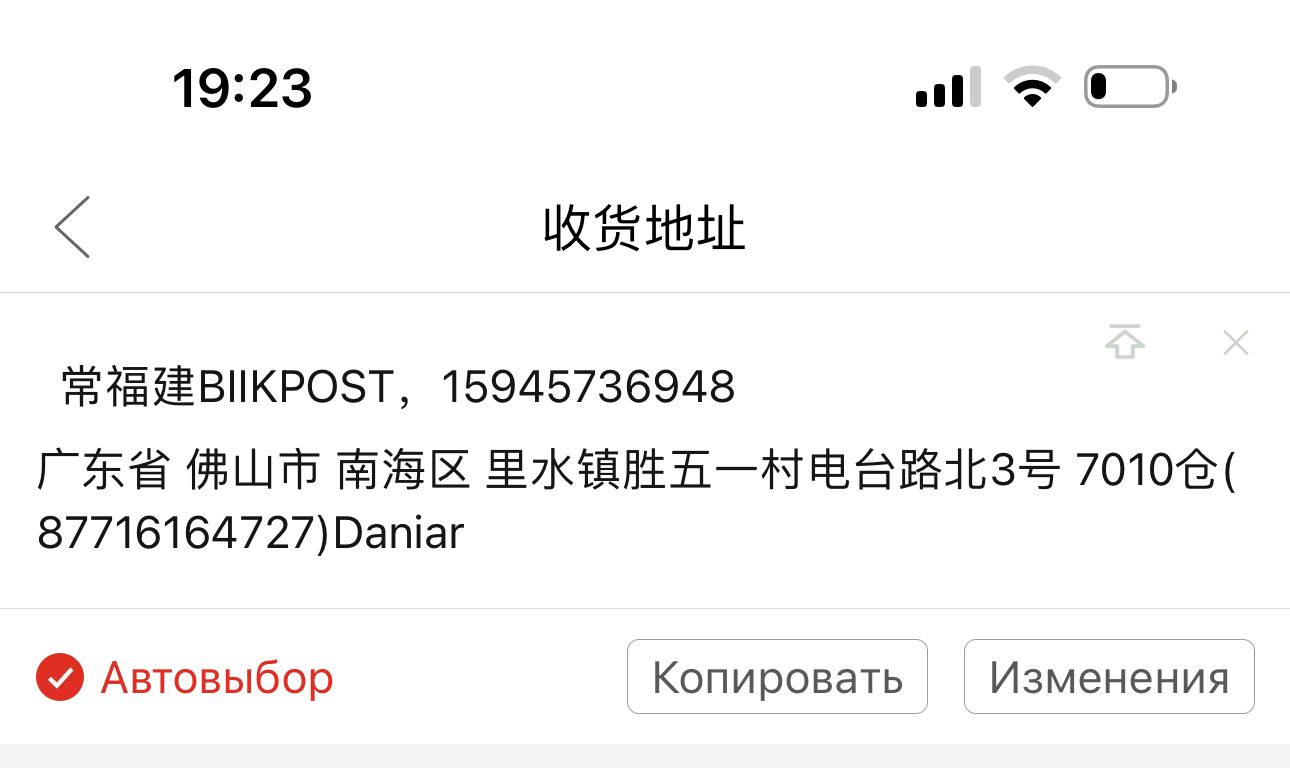 19:23
收货地址
常福建BIIKPOST，15945736948
广东省 佛山市 南海区 里水镇胜五一村电台路北3号 7010仓(
87716164727)Daniar
Автовыбор
Копировать
Изменения